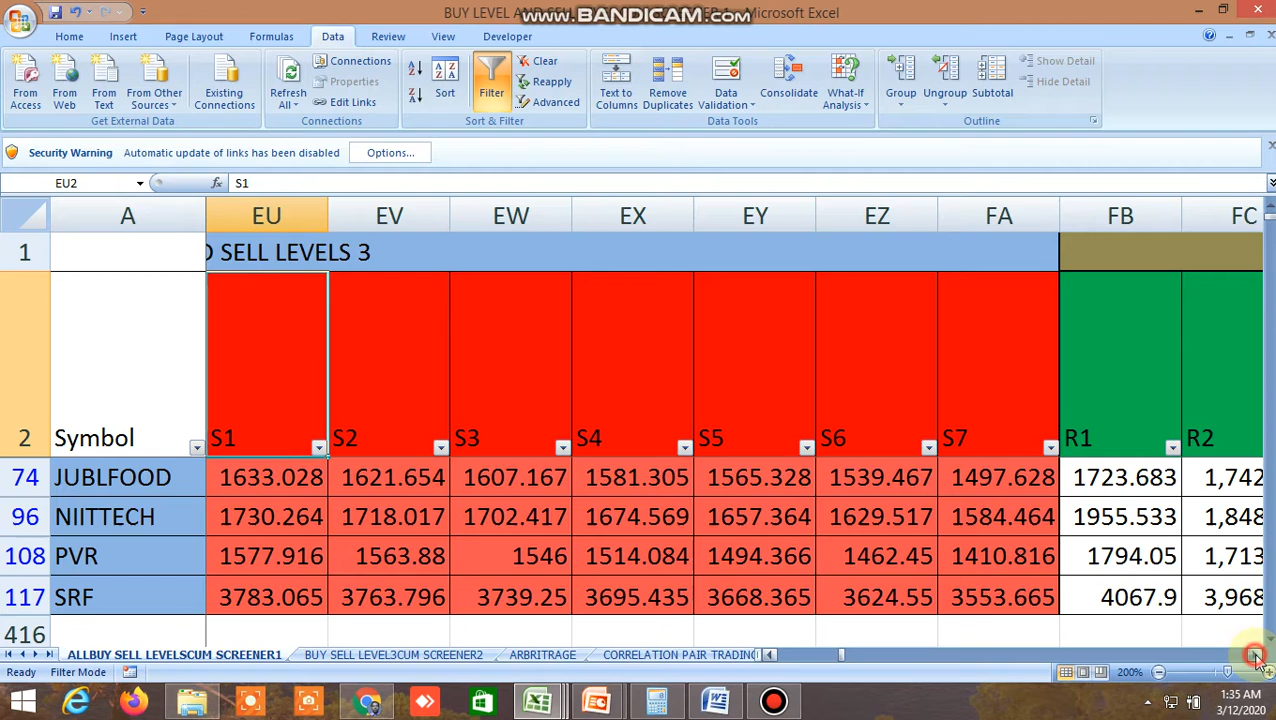 BUY LEVEL AND SEL
- Microsoft Excel
www.BANDICAM.com
Home Insert Page Layout Formulas Data Review View Developer
From Access
From Web
From Text
From Other Sources
Existing Connections
Get External Data
Refresh All
Connections
Properties
Edit Links
Connections
Sort
Filter
Clear
Reapply
Advanced
Sort & Filter
Text to Columns
Remove Duplicates
Data Validation
Consolidate
What-If Analysis
Data Tools
Group
Ungroup
Subtotal
Show Detail
Hide Detail
Outline
Security Warning Automatic update of links has been disabled Options...
EU2 fx S1
A EU EV EW EX EY EZ FA FB FC
1 SELL LEVELS 3
2 Symbol S1 S2 S3 S4 S5 S6 S7 R1 R2
74 JUBLFOOD 1633.028 1621.654 1607.167 1581.305 1565.328 1539.467 1497.628 1723.683 1,742
96 NIITTECH 1730.264 1718.017 1702.417 1674.569 1657.364 1629.517 1584.464 1955.533 1,848
108 PVR 1577.916 1563.88 1546 1514.084 1494.366 1462.45 1410.816 1794.05 1,713
117 SRF 3783.065 3763.796 3739.25 3695.435 3668.365 3624.55 3553.665 4067.9 3,968
416
ALLBUY SELL LEVELSCUM SCREENER1 BUY SELL LEVEL3CUM SCREENER2 ARBRITRAGE CORRELATION PAIR TRADING
Ready Filter Mode 200%
1:35 AM
3/12/2020